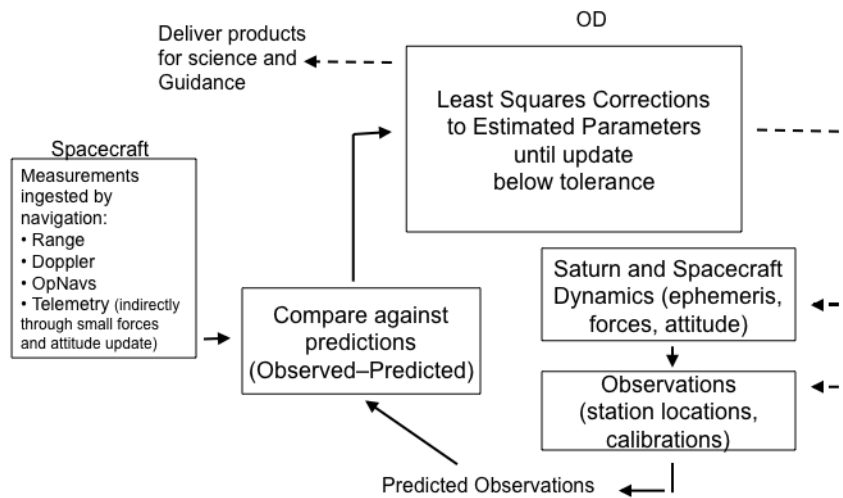 OD
Deliver products
for science and
Guidance
Least Squares Corrections
to Estimated Parameters
until update
below tolerance
Spacecraft
Measurements
ingested by
navigation:
• Range
• Doppler
• OpNavs
• Telemetry (indirectly
through small forces
and attitude update)
Compare against
predictions
(Observed–Predicted)
Saturn and Spacecraft
Dynamics (ephemeris,
forces, attitude)
Observations
(station locations,
calibrations)
Predicted Observations